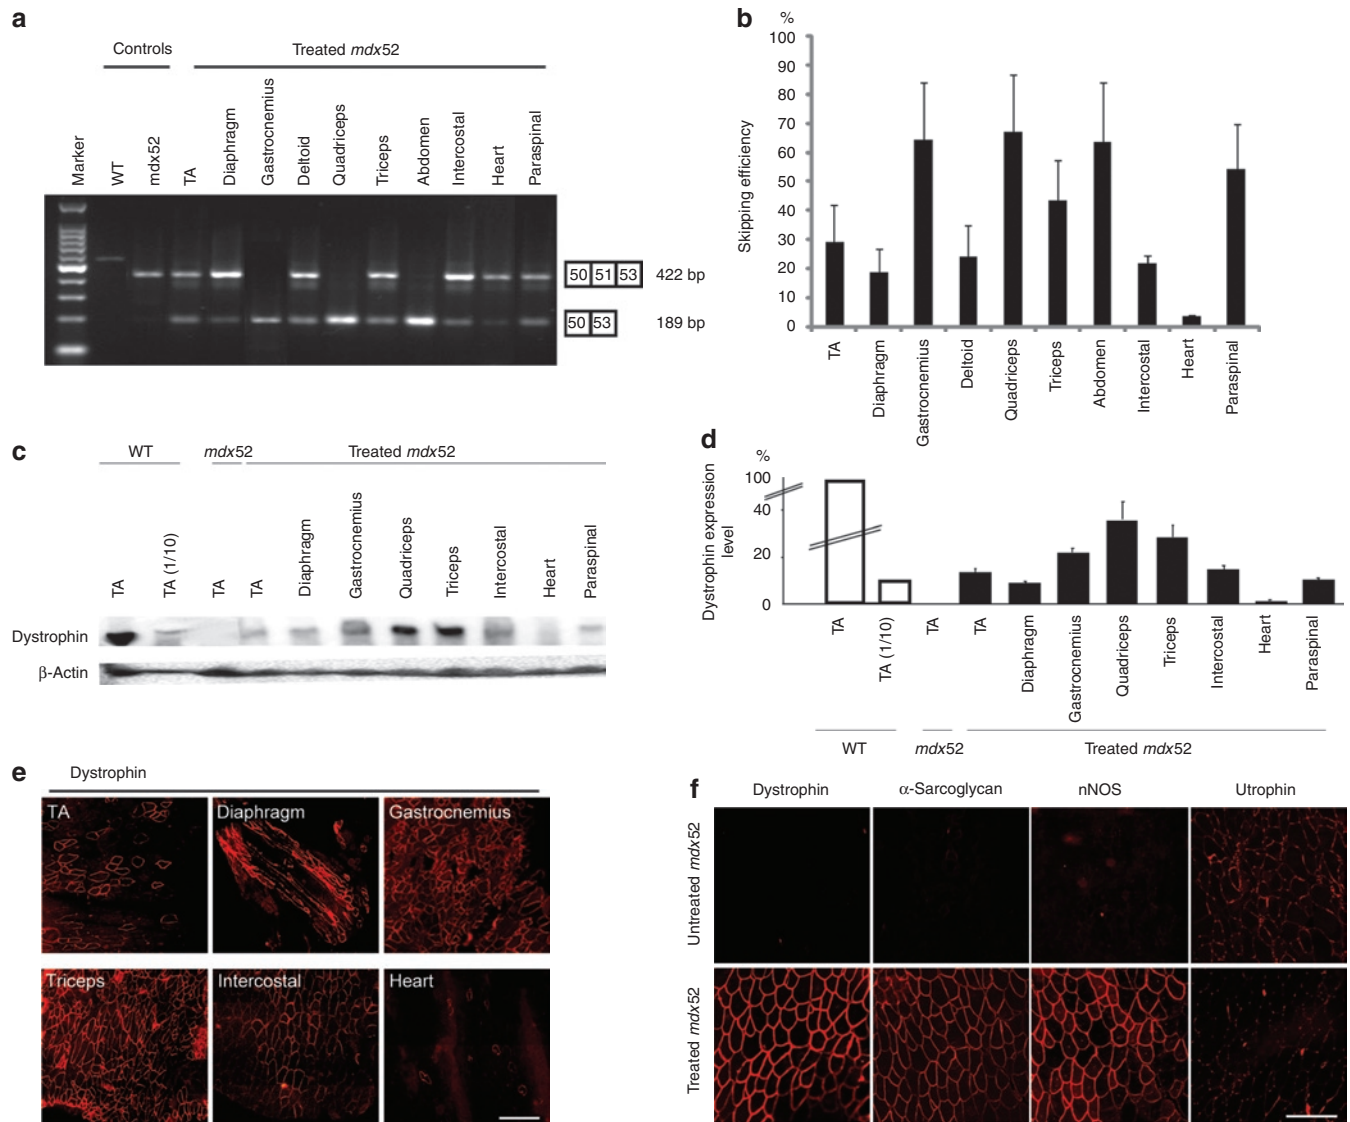 a
Controls
Treated mdx52
Marker
WT
mdx52
TA
Diaphragm
Gastrocnemius
Deltoid
Quadriceps
Triceps
Abdomen
Intercostal
Heart
Paraspinal
50 51 53 422 bp
50 53 189 bp
b
%
Skipping efficiency
100
90
80
70
60
50
40
30
20
10
0
TA
Diaphragm
Gastrocnemius
Deltoid
Quadriceps
Triceps
Abdomen
Intercostal
Heart
Paraspinal
c
WT
mdx52
Treated mdx52
TA
TA (1/10)
TA
TA
Diaphragm
Gastrocnemius
Quadriceps
Triceps
Intercostal
Heart
Paraspinal
Dystrophin
β-Actin
d
%
Dystrophin expression
level
100
40
20
0
TA
TA (1/10)
TA
TA
Diaphragm
Gastrocnemius
Quadriceps
Triceps
Intercostal
Heart
Paraspinal
WT
mdx52
Treated mdx52
e
Dystrophin
TA
Diaphragm
Gastrocnemius
Triceps
Intercostal
Heart
f
Dystrophin
α-Sarcoglycan
nNOS
Utrophin
Untreated mdx52
Treated mdx52